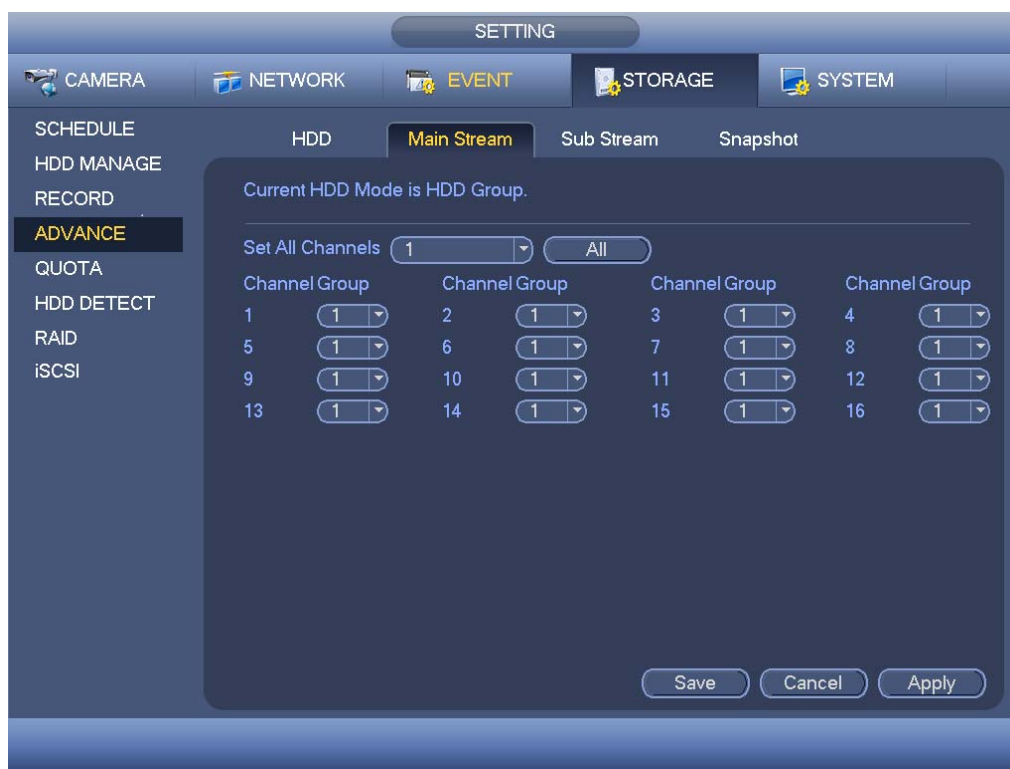 SETTING
CAMERA NETWORK EVENT STORAGE SYSTEM
SCHEDULE
HDD MANAGE
RECORD
ADVANCE
QUOTA
HDD DETECT
RAID
iSCSI
HDD Main Stream Sub Stream Snapshot
Current HDD Mode is HDD Group.
Set All Channels 1 All
Channel Group Channel Group Channel Group Channel Group
1 1 2 1 3 1 4 1
5 1 6 1 7 1 8 1
9 1 10 1 11 1 12 1
13 1 14 1 15 1 16 1
Save Cancel Apply